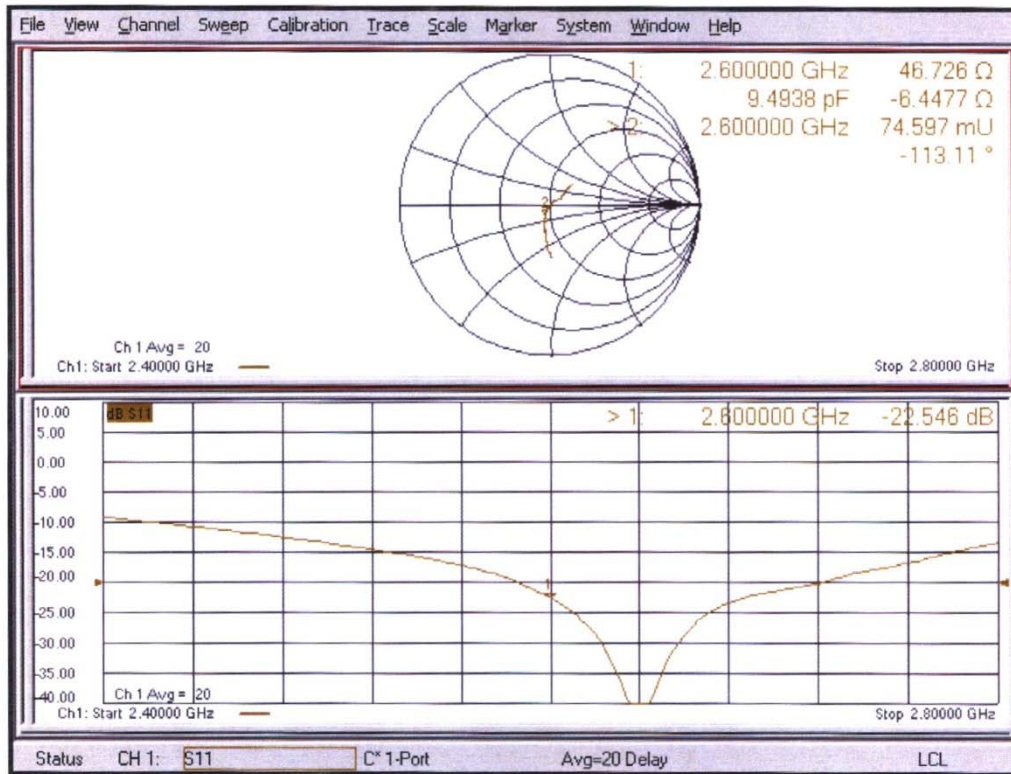 File View Channel Sweep Calibration Trace Scale Marker System Window Help
1: 2.600000 GHz 46.726 Ω
9.4938 pF -6.4477 Ω
> 2: 2.600000 GHz 74.597 mU
-113.11 °
2
Ch 1 Avg = 20
Ch1: Start 2.40000 GHz
Stop 2.80000 GHz
10.00
dB S11
> 1: 2.600000 GHz -22.546 dB
5.00
0.00
-5.00
-10.00
-15.00
-20.00
1
-25.00
-30.00
-35.00
-40.00
Ch 1 Avg = 20
Ch1: Start 2.40000 GHz
Stop 2.80000 GHz
Status CH 1: S11 C* 1-Port Avg=20 Delay LCL